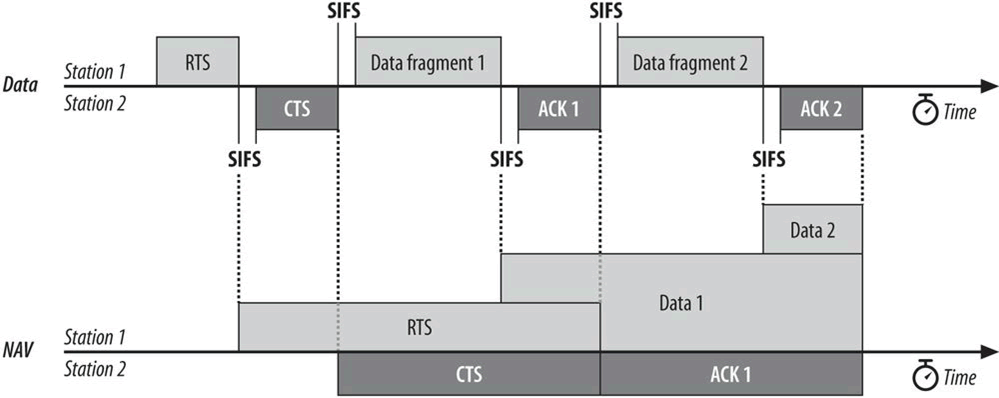 SIFS
SIFS
RTS
Data fragment 1
Data fragment 2
Station 1
Data
Station 2
CTS
ACK 1
ACK 2
Time
SIFS
SIFS
SIFS
Data 2
Data 1
RTS
Station 1
NAV
Station 2
CTS
ACK 1
Time